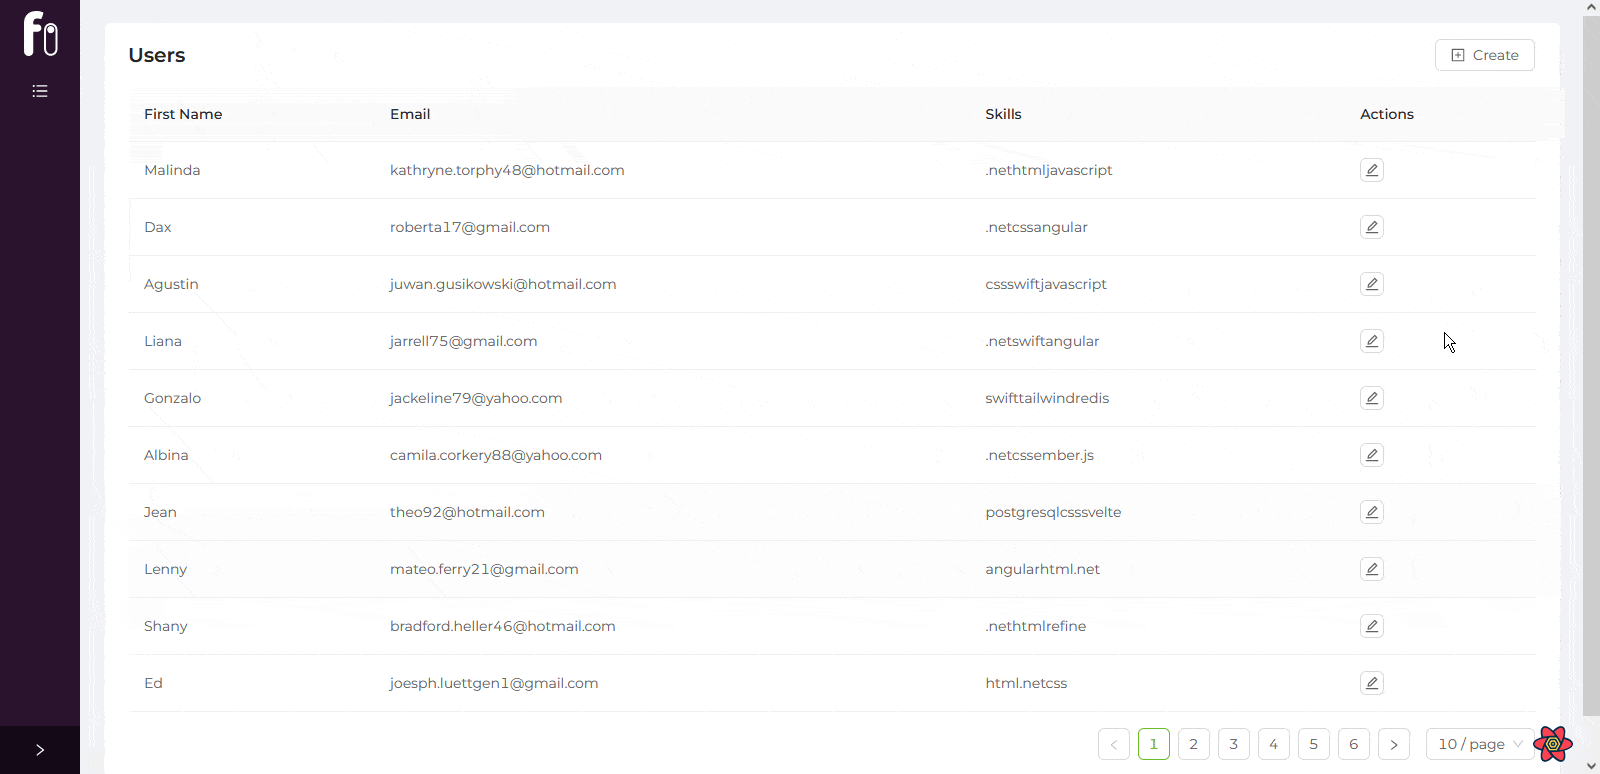 Users
Create
First Name Email Skills Actions
Malinda kathryne.torphy48@hotmail.com .nethtmljavascript
Dax roberta17@gmail.com .netcssangular
Agustin juwan.gusikowski@hotmail.com cssswiftjavascript
Liana jarrell75@gmail.com .netswiftangular
Gonzalo jackeline79@yahoo.com swifttailwindredis
Albina camila.corkery88@yahoo.com .netcssember.js
Jean theo92@hotmail.com postgresqlcsssvelte
Lenny mateo.ferry21@gmail.com angularhtml.net
Shany bradford.heller46@hotmail.com .nethtmlrefine
Ed joesph.luettgen1@gmail.com html.netcss
< 1 2 3 4 5 6 > 10 / page